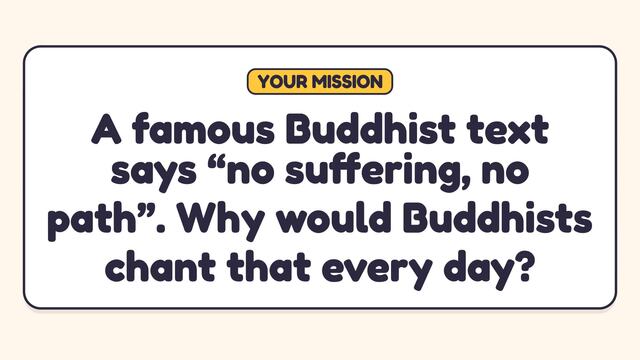 YOUR MISSION
A famous Buddhist text
says “no suffering, no
path”. Why would Buddhists
chant that every day?